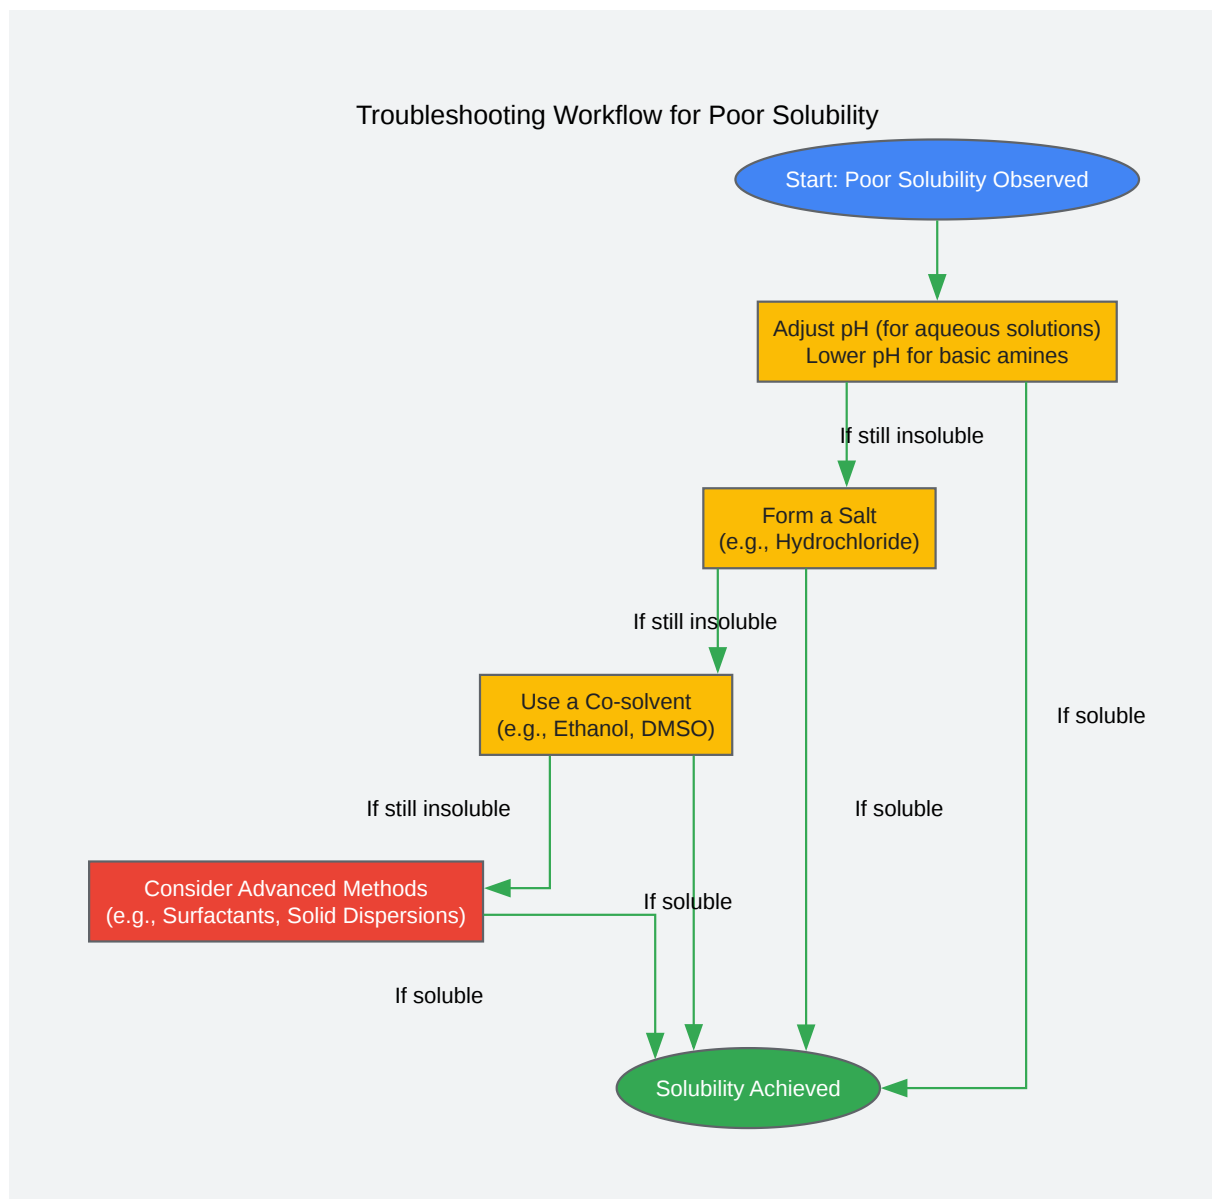 Troubleshooting Workflow for Poor Solubility
Start: Poor Solubility Observed
Adjust pH (for aqueous solutions)
Lower pH for basic amines
If still insoluble
Form a Salt
(e.g., Hydrochloride)
If still insoluble
Use a Co-solvent
(e.g., Ethanol, DMSO)
If soluble
If still insoluble
If soluble
Consider Advanced Methods
(e.g., Surfactants, Solid Dispersions)
If soluble
If soluble
Solubility Achieved